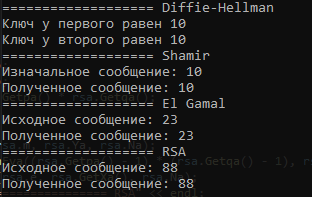 =================== Diffie-Hellman
Ключ у первого равен 10
Ключ у второго равен 10
=================== Shamir
Изначальное сообщение: 10
Полученное сообщение: 10
=================== El Gamal
Исходное сообщение: 23
Полученное сообщение: 23
=================== RSA
Исходное сообщение: 88
Полученное сообщение: 88